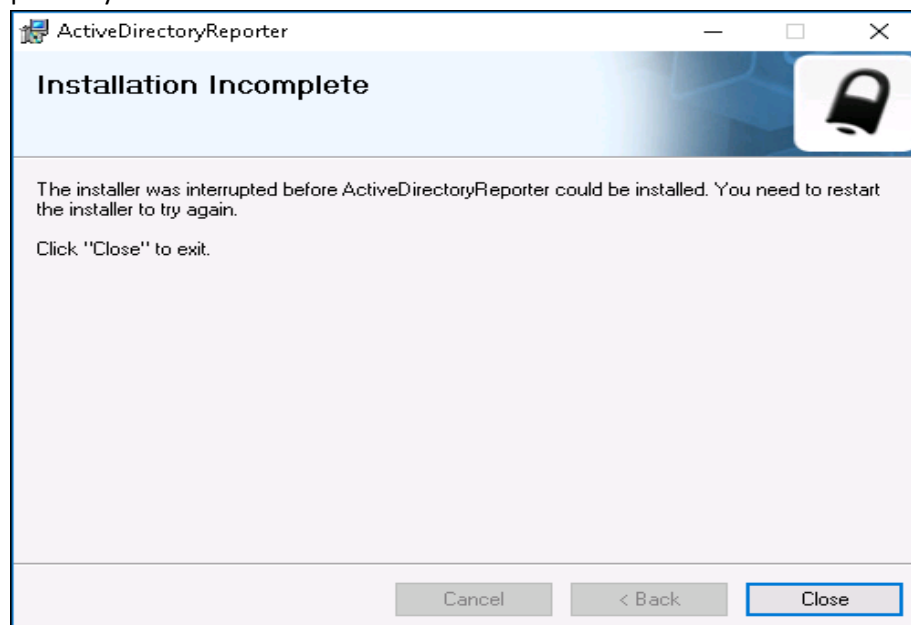 ActiveDirectoryReporter
Installation Incomplete
The installer was interrupted before ActiveDirectoryReporter could be installed. You need to restart
the installer to try again.
Click "Close" to exit.
Cancel
< Back
Close